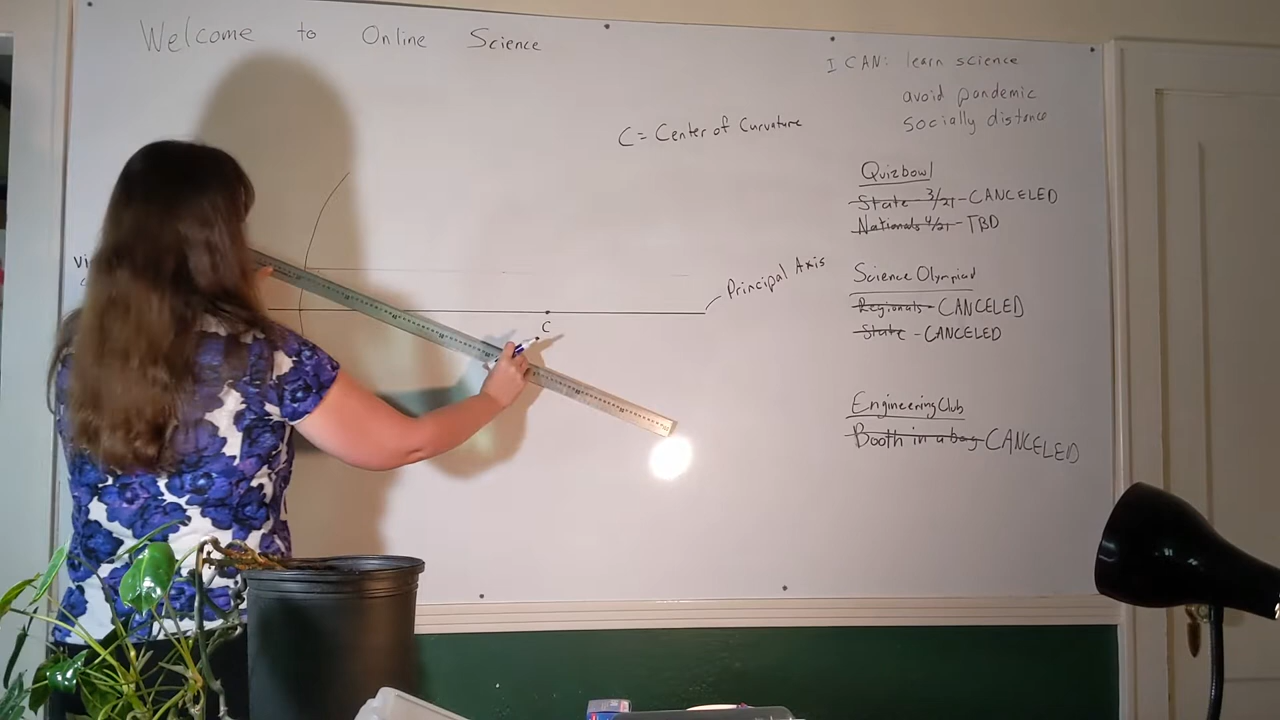 Welcome to Online Science
I CAN: learn science
avoid pandemic
socially distance
C = Center of Curvature
Quizbowl
State 3/21 - CANCELED
Nationals 4/21 - TBD
Science Olympiad
Regionals - CANCELED
State - CANCELED
Principal Axis
C
Engineering Club
Booth in a bag CANCELED